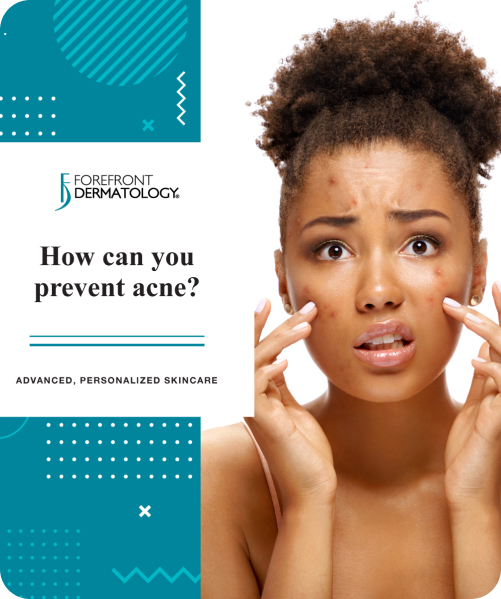 FOREFRONT
DERMATOLOGY®
How can you
prevent acne?
ADVANCED, PERSONALIZED SKINCARE